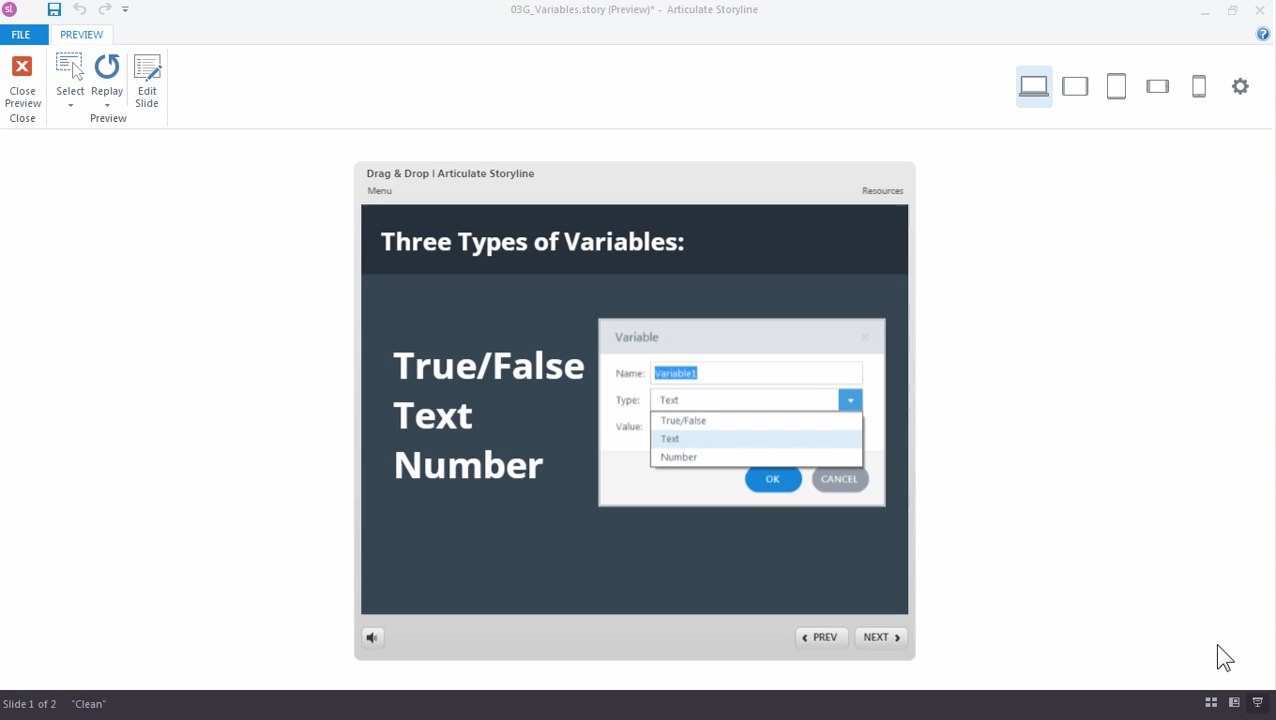 SL
03G_Variables.story (Preview)* - Articulate Storyline
FILE
PREVIEW
?
Close Preview
Select
Replay
Edit Slide
Close
Preview
Drag & Drop | Articulate Storyline
Menu
Resources
Three Types of Variables:
True/False
Text
Number
Variable
Name: Variable1
Type: Text
Value:
True/False
Text
Number
OK
CANCEL
PREV
NEXT
Slide 1 of 2
"Clean"